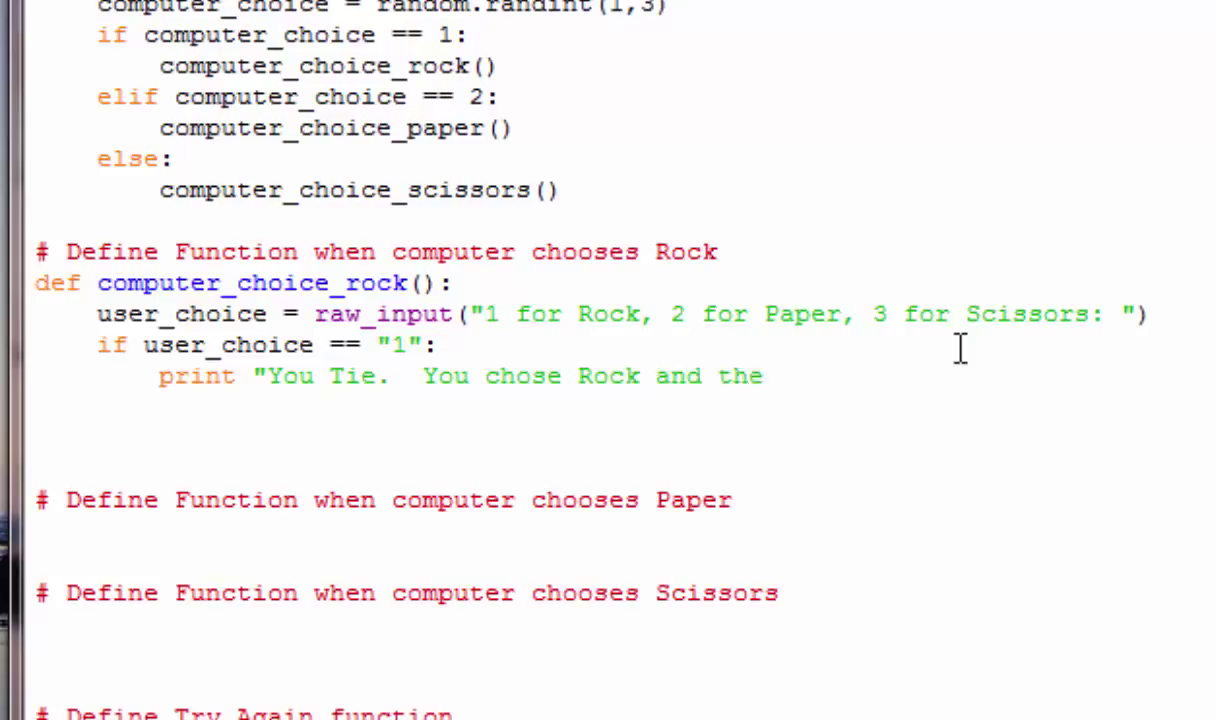 computer_choice = random.randint(1,3)
if computer_choice == 1:
computer_choice_rock()
elif computer_choice == 2:
computer_choice_paper()
else:
computer_choice_scissors()
# Define Function when computer chooses Rock
def computer_choice_rock():
user_choice = raw_input("1 for Rock, 2 for Paper, 3 for Scissors: ")
if user_choice == "1":
print "You Tie.  You chose Rock and the
# Define Function when computer chooses Paper
# Define Function when computer chooses Scissors
# Define Try Again function